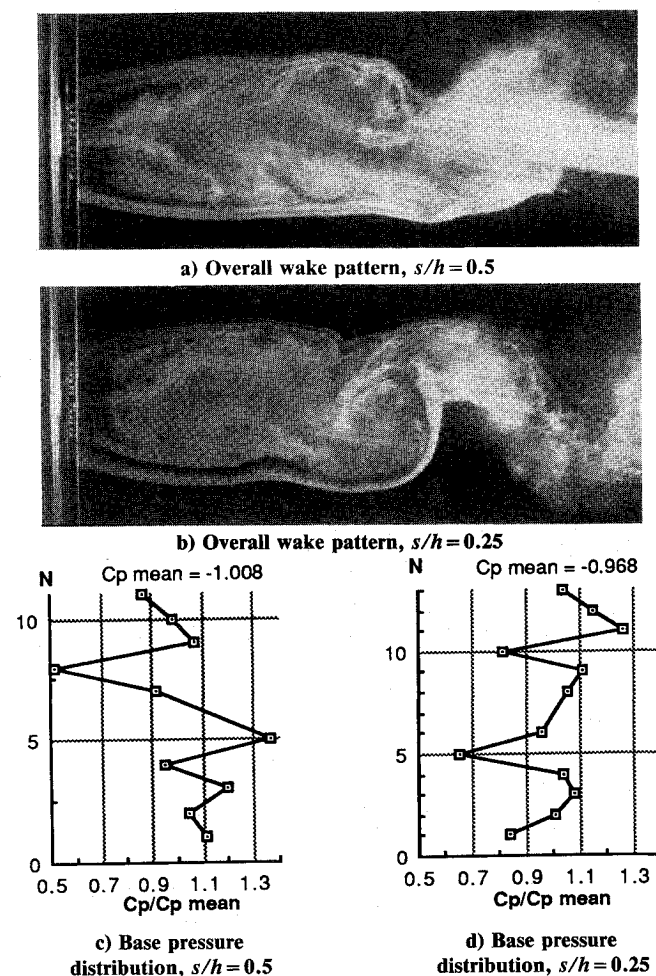 a) Overall wake pattern, s/h = 0.5
b) Overall wake pattern, s/h = 0.25
N
Cp mean = -1.008
10
5
0
0.5 0.7 0.9 1.1 1.3
Cp/Cp mean
c) Base pressure
distribution, s/h = 0.5
N
Cp mean = -0.968
10
5
0
0.5 0.7 0.9 1.1 1.3
Cp/Cp mean
d) Base pressure
distribution, s/h = 0.25